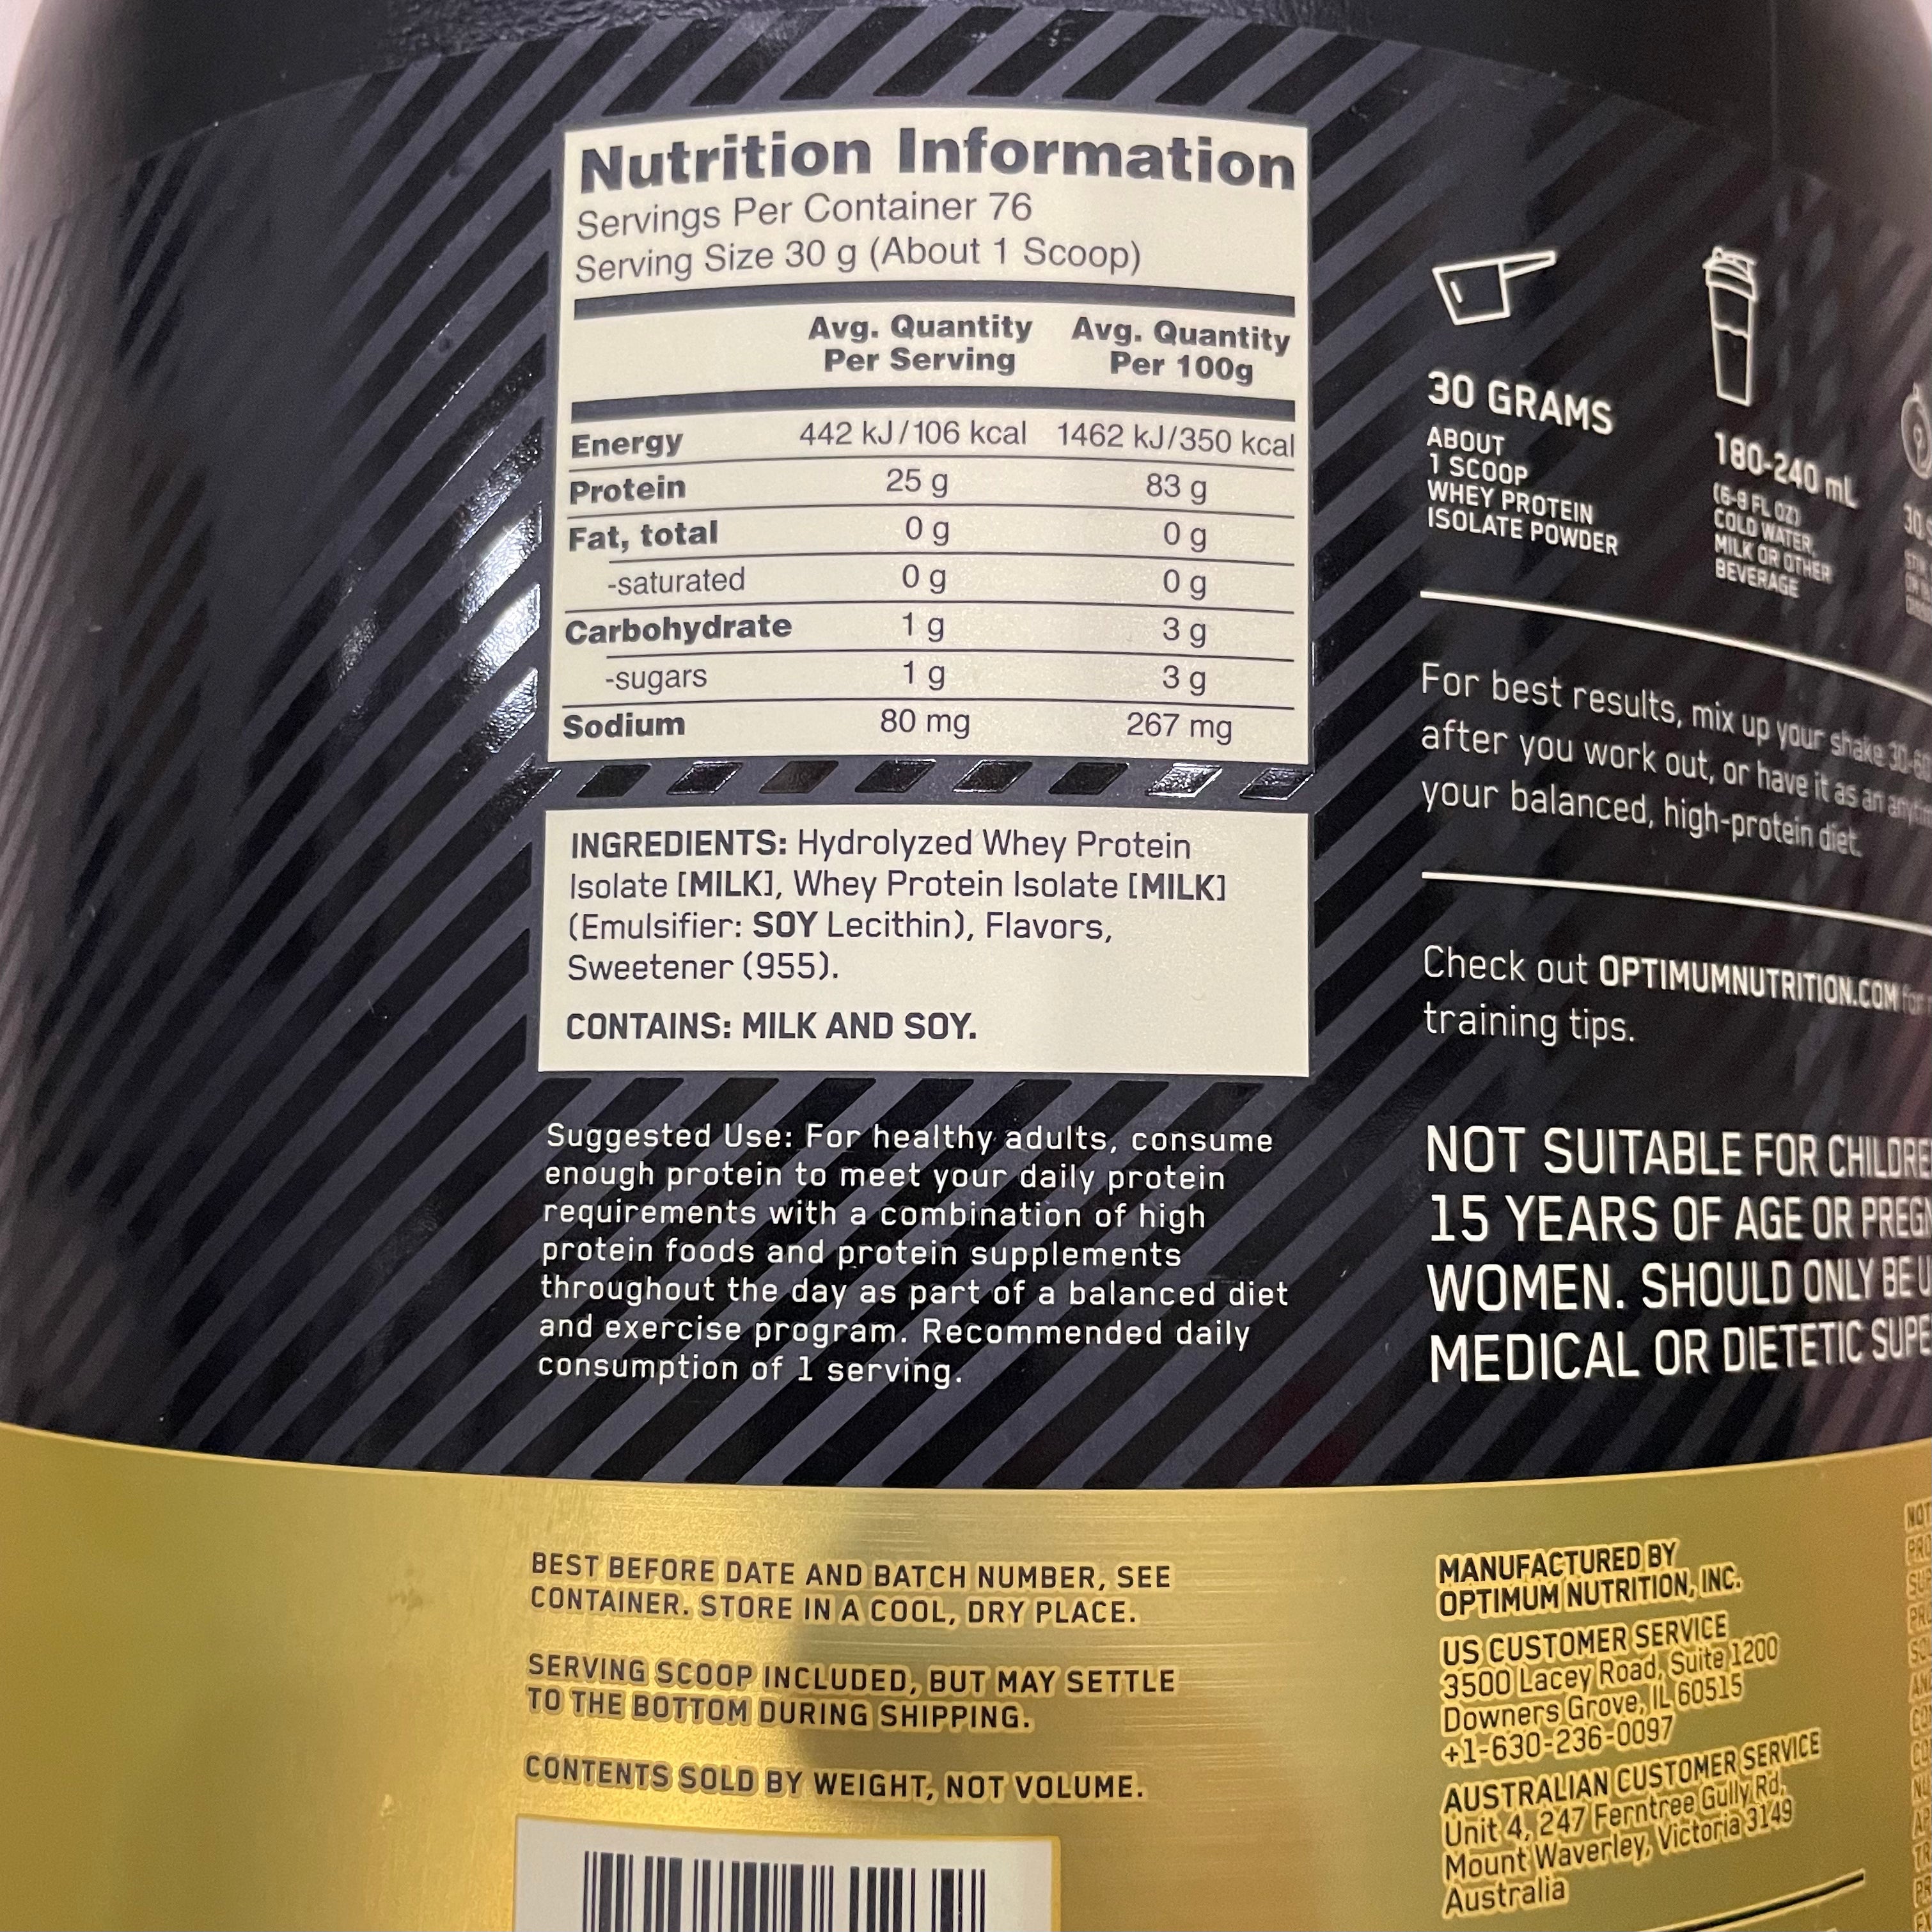 Nutrition Information
Servings Per Container 76
Serving Size 30 g (About 1 Scoop)
Avg. Quantity Per Serving Avg. Quantity Per 100g
Energy 442 kJ/106 kcal 1462 kJ/350 kcal
Protein 25 g 83 g
Fat, total 0 g 0 g
-saturated 0 g 0 g
Carbohydrate 1 g 3 g
-sugars 1 g 3 g
Sodium 80 mg 267 mg
INGREDIENTS: Hydrolyzed Whey Protein
Isolate [MILK], Whey Protein Isolate [MILK]
(Emulsifier: SOY Lecithin), Flavors,
Sweetener (955).
CONTAINS: MILK AND SOY.
Suggested Use: For healthy adults, consume
enough protein to meet your daily protein
requirements with a combination of high
protein foods and protein supplements
throughout the day as part of a balanced diet
and exercise program. Recommended daily
consumption of 1 serving.
BEST BEFORE DATE AND BATCH NUMBER, SEE
CONTAINER. STORE IN A COOL, DRY PLACE.
SERVING SCOOP INCLUDED, BUT MAY SETTLE
TO THE BOTTOM DURING SHIPPING.
CONTENTS SOLD BY WEIGHT, NOT VOLUME.
30 GRAMS
ABOUT
1 SCOOP
WHEY PROTEIN
ISOLATE POWDER
180-240 mL
(6-8 FL OZ)
COLD WATER,
MILK OR OTHER
BEVERAGE
For best results, mix up your shake
after you work out, or have it as an
your balanced, high-protein diet.
Check out OPTIMUMNUTRITION.COM for
training tips.
NOT SUITABLE FOR
15 YEARS OF AGE OR
WOMEN. SHOULD ONLY BE
MEDICAL OR DIETETIC
MANUFACTURED BY
OPTIMUM NUTRITION, INC.
US CUSTOMER SERVICE
3500 Lacey Road, Suite 1200
Downers Grove, IL 60515
+1-630-236-0097
AUSTRALIAN CUSTOMER SERVICE
Unit 4, 247 Ferntree Gully Rd,
Mount Waverley, Victoria 3149
Australia